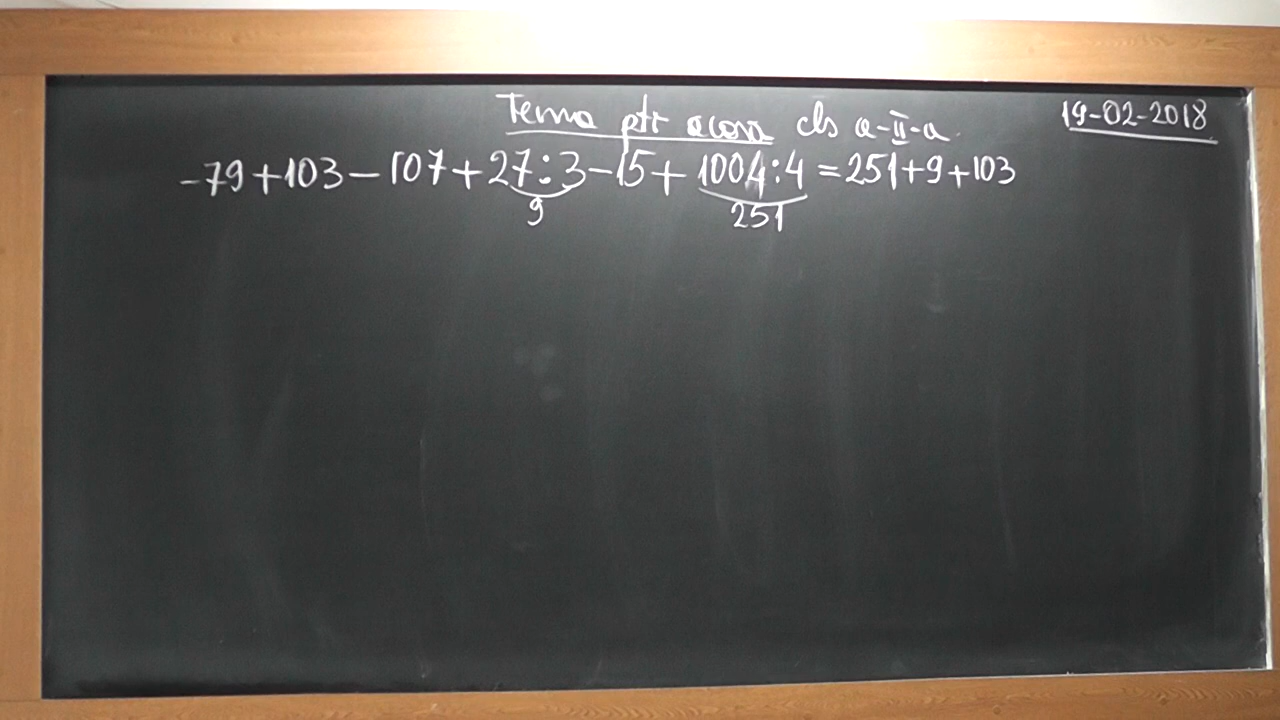 Tema ptr acasă cls a-II-a.
19-02-2018
-79+103-107+27:3-15+1004:4=251+9+103
9
251